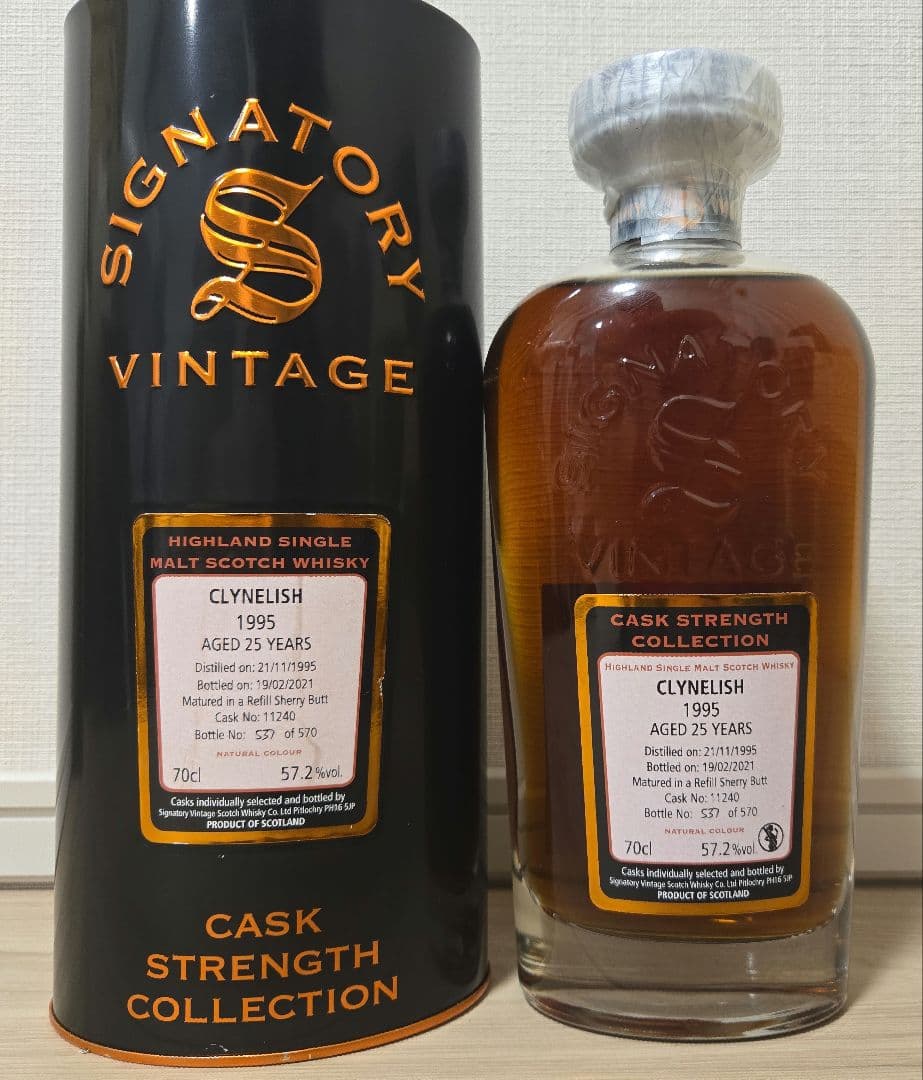 SIGNATORY
S
VINTAGE
HIGHLAND SINGLE
MALT SCOTCH WHISKY
CLYNELISH
1995
AGED 25 YEARS
Distilled on: 21/11/1995
Bottled on: 19/02/2021
Matured in a Refill Sherry Butt
Cask No: 11240
Bottle No: 537 of 570
NATURAL COLOUR
70cl 57.2%vol.
Casks individually selected and bottled by
Signatory Vintage Scotch Whisky Co. Ltd Pitlochry PH16 5JP
PRODUCT OF SCOTLAND
CASK
STRENGTH
COLLECTION
SIGNATORY
S
VINTAGE
CASK STRENGTH
COLLECTION
HIGHLAND SINGLE MALT SCOTCH WHISKY
CLYNELISH
1995
AGED 25 YEARS
Distilled on: 21/11/1995
Bottled on: 19/02/2021
Matured in a Refill Sherry Butt
Cask No: 11240
Bottle No: 537 of 570
NATURAL COLOUR
70cl 57.2%vol.
Casks individually selected and bottled by
Signatory Vintage Scotch Whisky Co. Ltd Pitlochry PH16 5JP
PRODUCT OF SCOTLAND